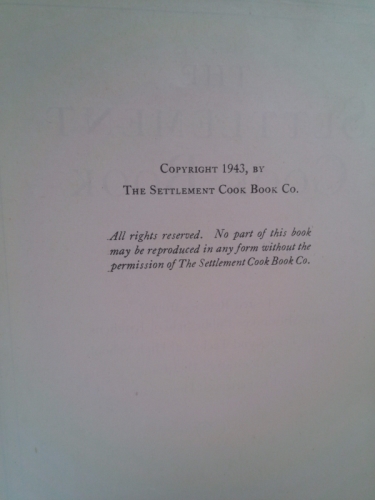 COPYRIGHT 1943, BY
THE SETTLEMENT COOK BOOK CO.
All rights reserved. No part of this book
may be reproduced in any form without the
permission of The Settlement Cook Book Co.